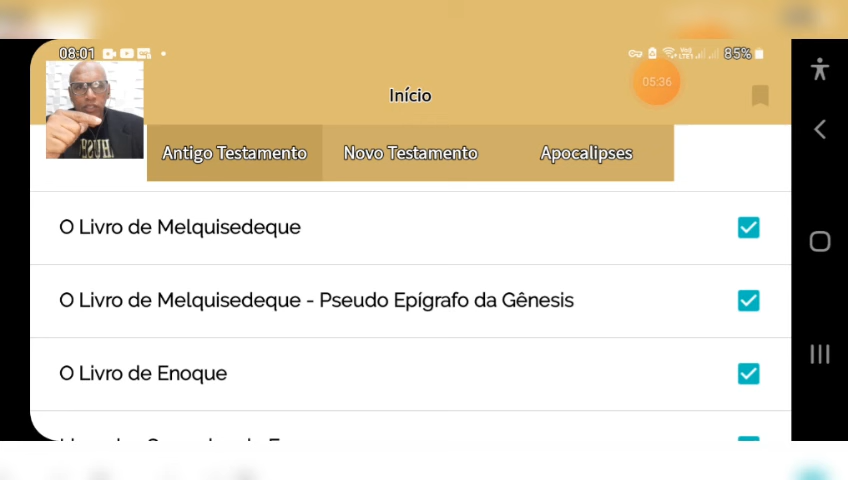 08:01
85%
05:36
Início
Antigo Testamento
Novo Testamento
Apocalipses
O Livro de Melquisedeque
O Livro de Melquisedeque - Pseudo Epígrafo da Gênesis
O Livro de Enoque